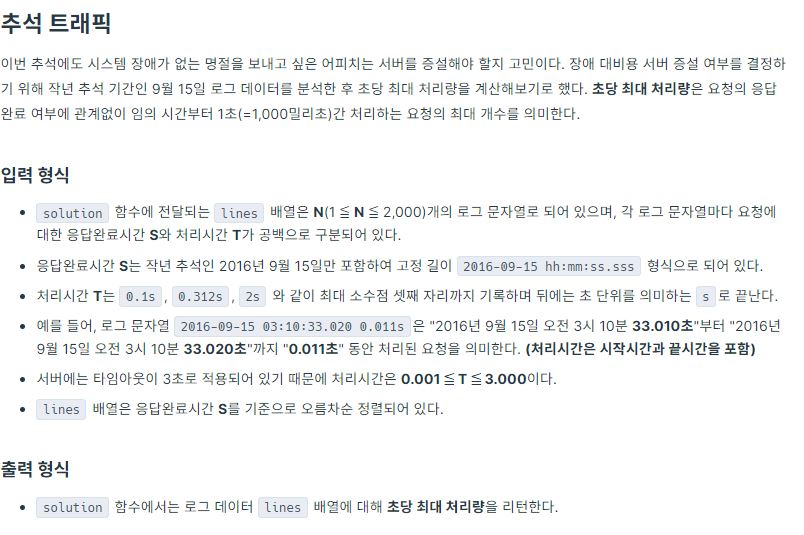 추석 트래픽
이번 추석에도 시스템 장애가 없는 명절을 보내고 싶은 어피치는 서버를 증설해야 할지 고민이다. 장애 대비용 서버 증설 여부를 결정하
기 위해 작년 추석 기간인 9월 15일 로그 데이터를 분석한 후 초당 최대 처리량을 계산해보기로 했다. 초당 최대 처리량은 요청의 응답
완료 여부에 관계없이 임의 시간부터 1초(=1,000밀리초)간 처리하는 요청의 최대 개수를 의미한다.
입력 형식
• solution 함수에 전달되는 lines 배열은 N(1 ≦ N ≦ 2,000)개의 로그 문자열로 되어 있으며, 각 로그 문자열마다 요청에
대한 응답완료시간 S와 처리시간 T가 공백으로 구분되어 있다.
• 응답완료시간 S는 작년 추석인 2016년 9월 15일만 포함하여 고정 길이 2016-09-15 hh:mm:ss.sss 형식으로 되어 있다.
• 처리시간 T는 0.1s, 0.312s, 2s 와 같이 최대 소수점 셋째 자리까지 기록하며 뒤에는 초 단위를 의미하는 s로 끝난다.
• 예를 들어, 로그 문자열 2016-09-15 03:10:33.020 0.011s은 "2016년 9월 15일 오전 3시 10분 33.010초"부터 "2016년
9월 15일 오전 3시 10분 33.020초"까지 "0.011초" 동안 처리된 요청을 의미한다. (처리시간은 시작시간과 끝시간을 포함)
• 서버에는 타임아웃이 3초로 적용되어 있기 때문에 처리시간은 0.001 ≦ T ≦ 3.000이다.
• lines 배열은 응답완료시간 S를 기준으로 오름차순 정렬되어 있다.
출력 형식
• solution 함수에서는 로그 데이터 lines 배열에 대해 초당 최대 처리량을 리턴한다.